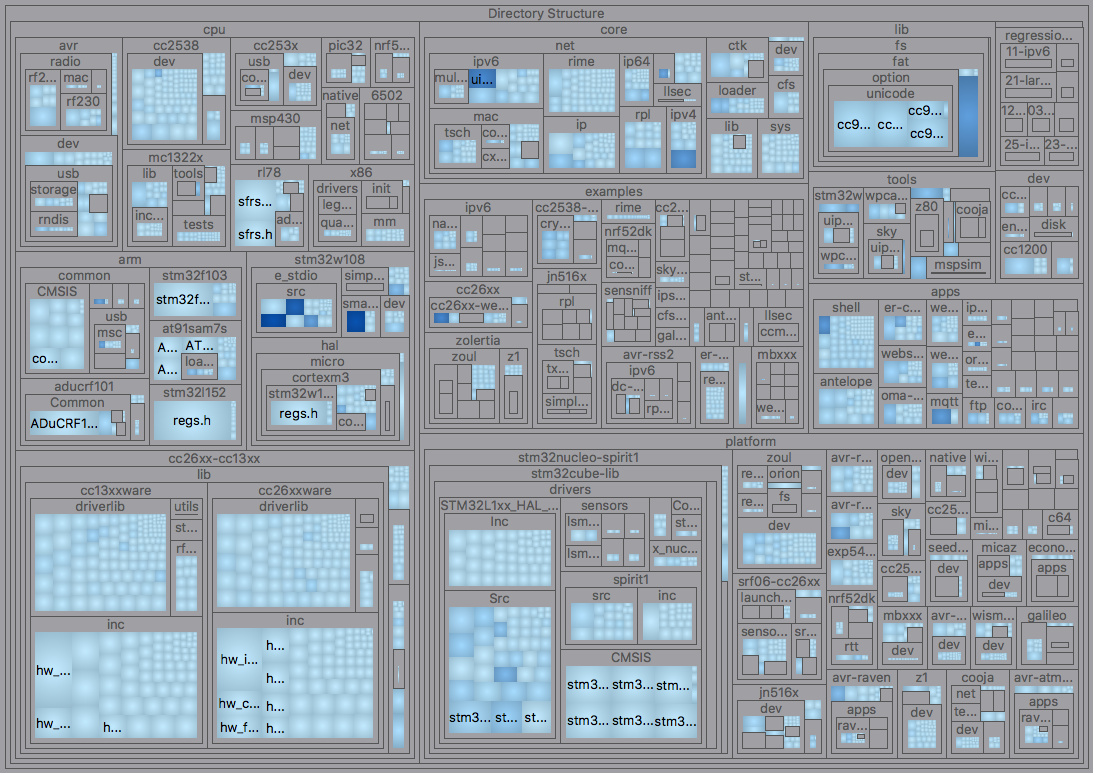 Directory Structure
cpu
avr
radio
rf2...
mac
rf230
dev
usb
storage
rndis
cc2538
dev
mc1322x
lib
inc...
tools
tests
cc253x
usb
co...
dev
msp430
rl78
sfrs...
sfrs.h
ad...
pic32
nrf5...
native
net
6502
x86
drivers
leg...
qua...
init
mm
arm
common
CMSIS
co...
usb
msc
aducrf101
Common
ADuCRF1...
stm32f103
stm32f...
at91sam7s
A...
AT...
A...
loa...
stm32l152
regs.h
stm32w108
e_stdio
src
simp...
sma...
dev
hal
micro
cortexm3
stm32w1...
regs.h
co...
cc26xx-cc13xx
lib
cc13xxware
driverlib
utils
st...
rf...
inc
hw_...
hw_...
h...
cc26xxware
driverlib
inc
h...
hw_i...
h...
hw_c...
h...
hw_f...
h...
core
net
ipv6
mul...
ui...
rime
ip64
llsec
mac
tsch
co...
cx...
ip
rpl
ipv4
ctk
dev
loader
cfs
lib
sys
examples
ipv6
na...
js...
cc26xx
cc26xx-we...
zolertia
zoul
z1
cc2538-...
cry...
jn516x
rpl
tsch
tx...
simpl...
rime
nrf52dk
mq...
co...
sensniff
cc2...
sky...
ips...
cfs...
gal...
st...
ant...
llsec
ccm...
avr-rss2
ipv6
dc-...
rp...
er-...
re...
mbxxx
we...
lib
fs
fat
option
unicode
cc9...
cc...
cc9...
cc9...
regressio...
11-ipv6
21-lar...
12...
03...
25-i...
23-...
tools
stm32w
uip...
wpc...
wpca...
sky
uip...
z80
cooja
mspsim
dev
cc...
en...
disk
cc1200
apps
shell
antelope
er-c...
webs...
oma-...
we...
we...
mqtt
ip...
e...
or...
te...
ftp
co...
irc
platform
stm32nucleo-spirit1
stm32cube-lib
drivers
STM32L1xx_HAL_...
Inc
Src
stm3...
st...
st...
sensors
lsm...
lsm...
Co...
st...
x_nuc...
spirit1
src
inc
CMSIS
stm3...
stm3...
stm...
stm3...
stm3...
stm3...
zoul
re...
orion
re...
fs
dev
srf06-cc26xx
launch...
senso...
sr...
jn516x
dev
avr-r...
avr-r...
exp54...
nrf52dk
rtt
avr-raven
apps
rav...
open...
dev
sky
cc25...
mbxxx
dev
z1
dev
native
cc25...
seed...
dev
avr-...
dev
cooja
net
te...
dev
wi...
mi...
micaz
apps
dev
wism...
dev
c64
econo...
apps
galileo
avr-atm...
apps
rav...